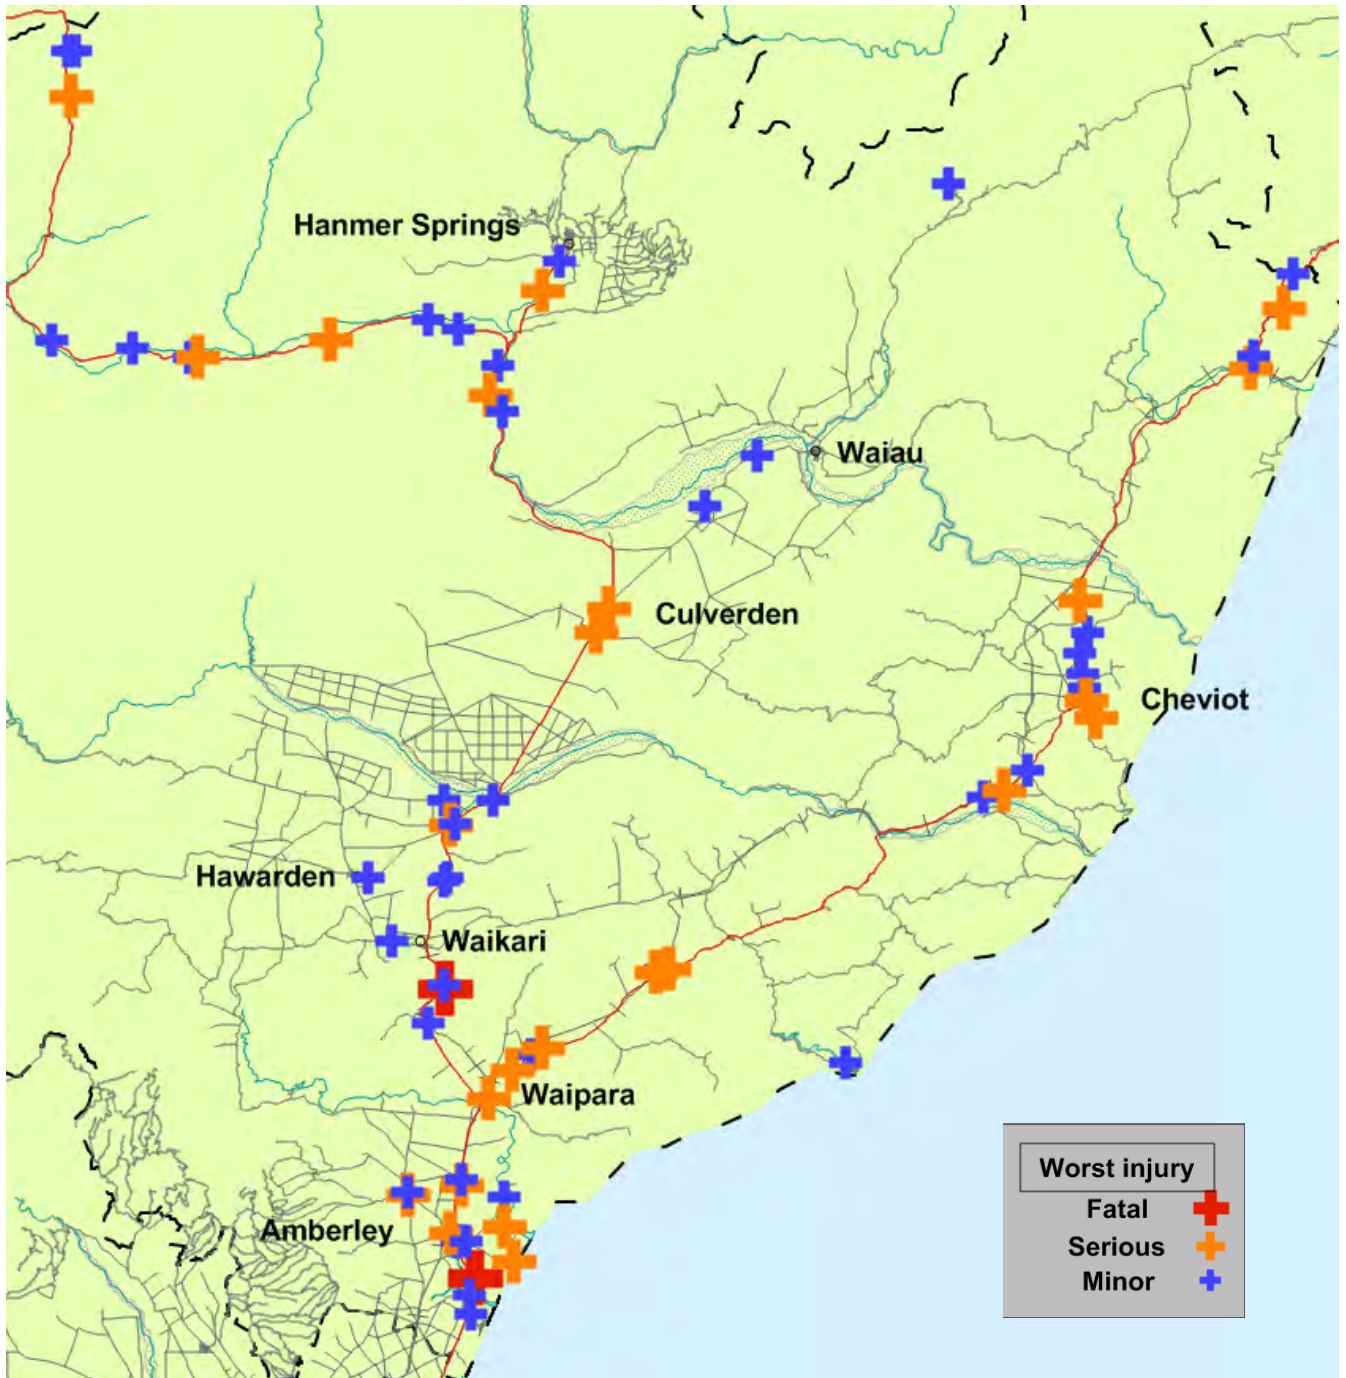 Hanmer Springs
Waiau
Culverden
Cheviot
Hawarden
Waikari
Waipara
Amberley
Worst injury
Fatal
Serious
Minor